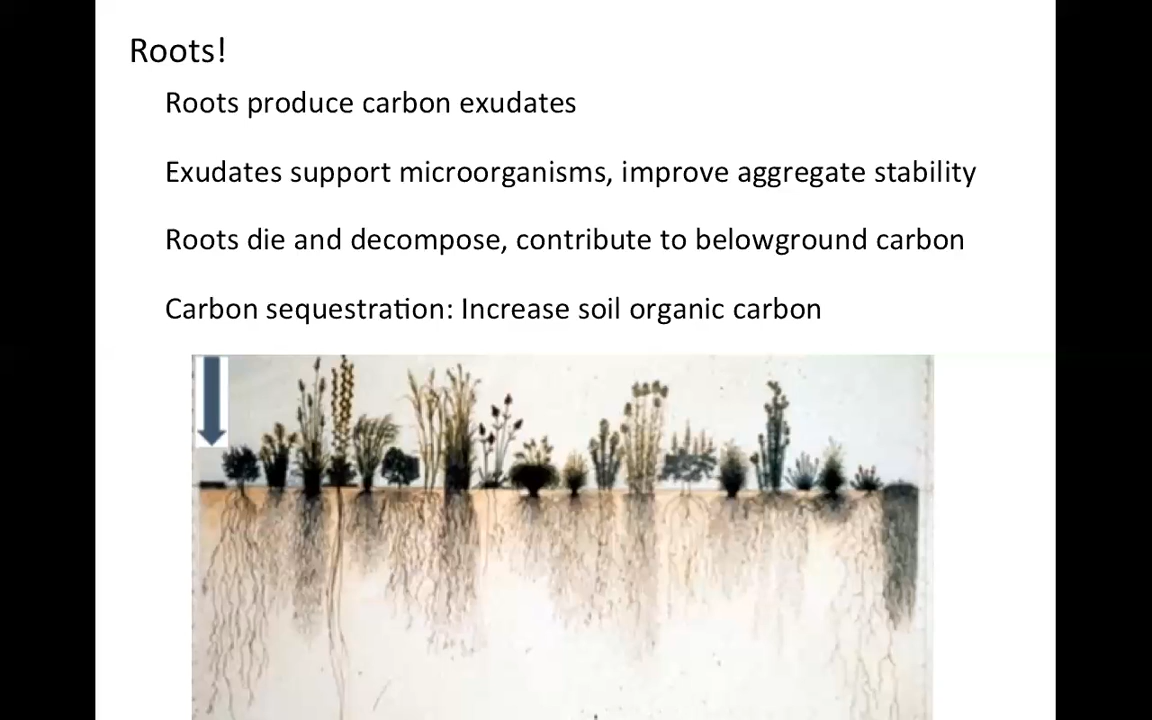 Roots!
Roots produce carbon exudates
Exudates support microorganisms, improve aggregate stability
Roots die and decompose, contribute to belowground carbon
Carbon sequestration: Increase soil organic carbon